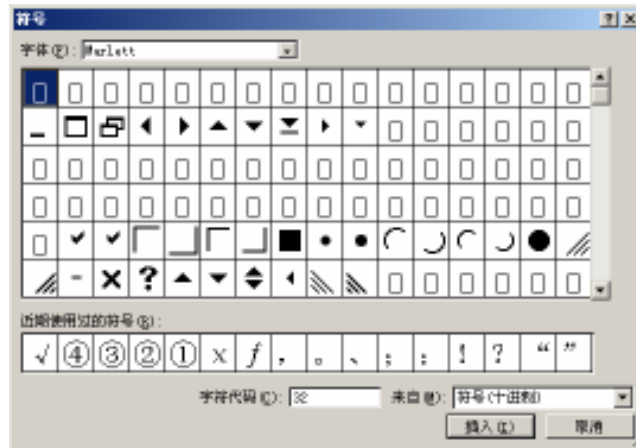 符号
字体(F): Marlett
近期使用过的符号(R):
√ ④ ③ ② ① x f , 。 、 ; : ! ? “ ”
字符代码(C): 32 来自(M): 符号(十进制)
插入(I) 取消